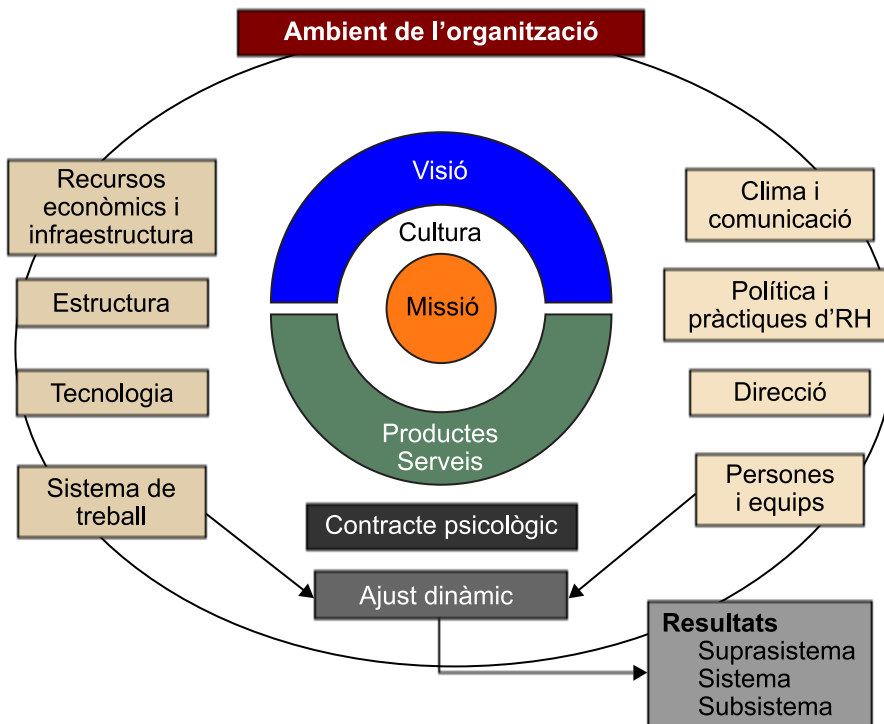 Ambient de l’organització
Recursos
econòmics i
infraestructura
Estructura
Tecnologia
Sistema de
treball
Visió
Cultura
Missió
Productes
Serveis
Contracte psicològic
Ajust dinàmic
Clima i
comunicació
Política i
pràctiques d’RH
Direcció
Persones
i equips
Resultats
Suprasistema
Sistema
Subsistema